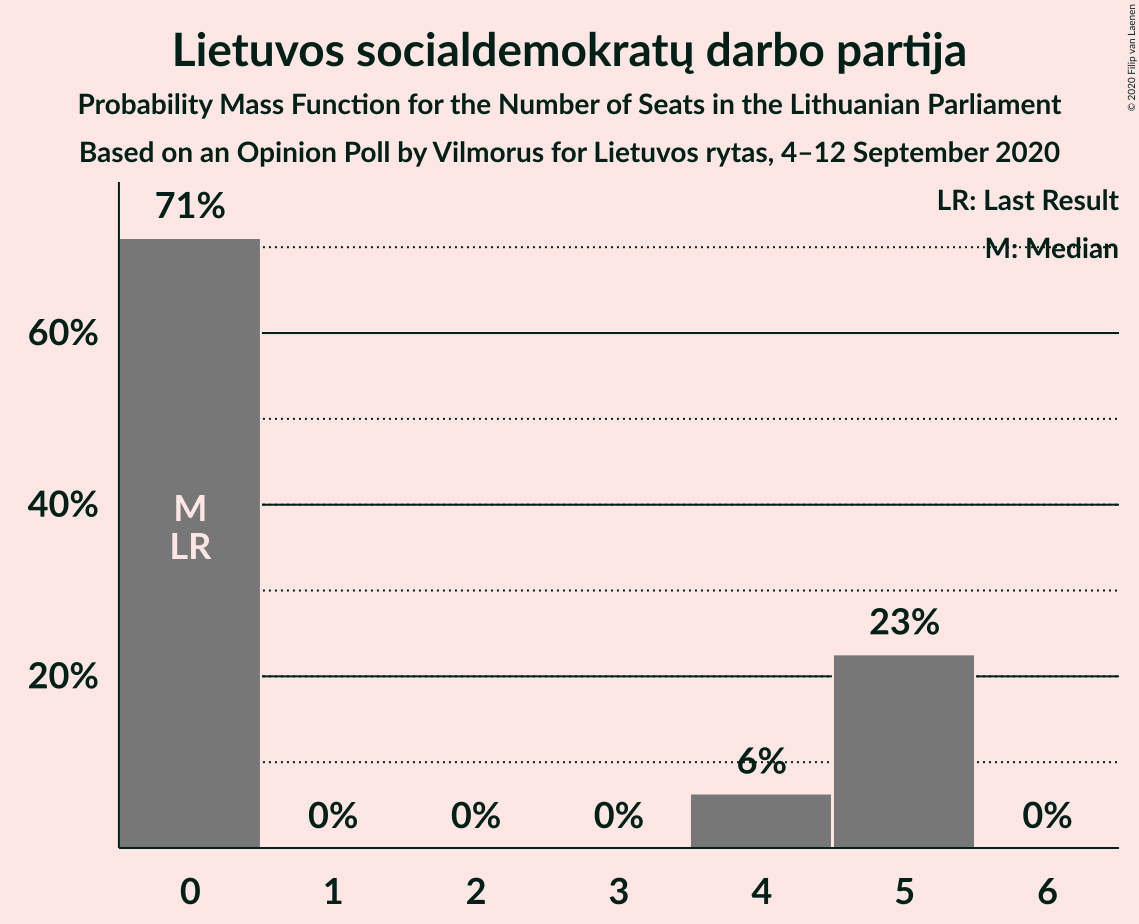 Lietuvos socialdemokratų darbo partija
Probability Mass Function for the Number of Seats in the Lithuanian Parliament
Based on an Opinion Poll by Vilmorus for Lietuvos rytas, 4–12 September 2020
© 2020 Filip van Laenen
LR: Last Result
M: Median
71%
60%
40%
M
LR
23%
20%
6%
0%
0%
0%
0%
0
1
2
3
4
5
6